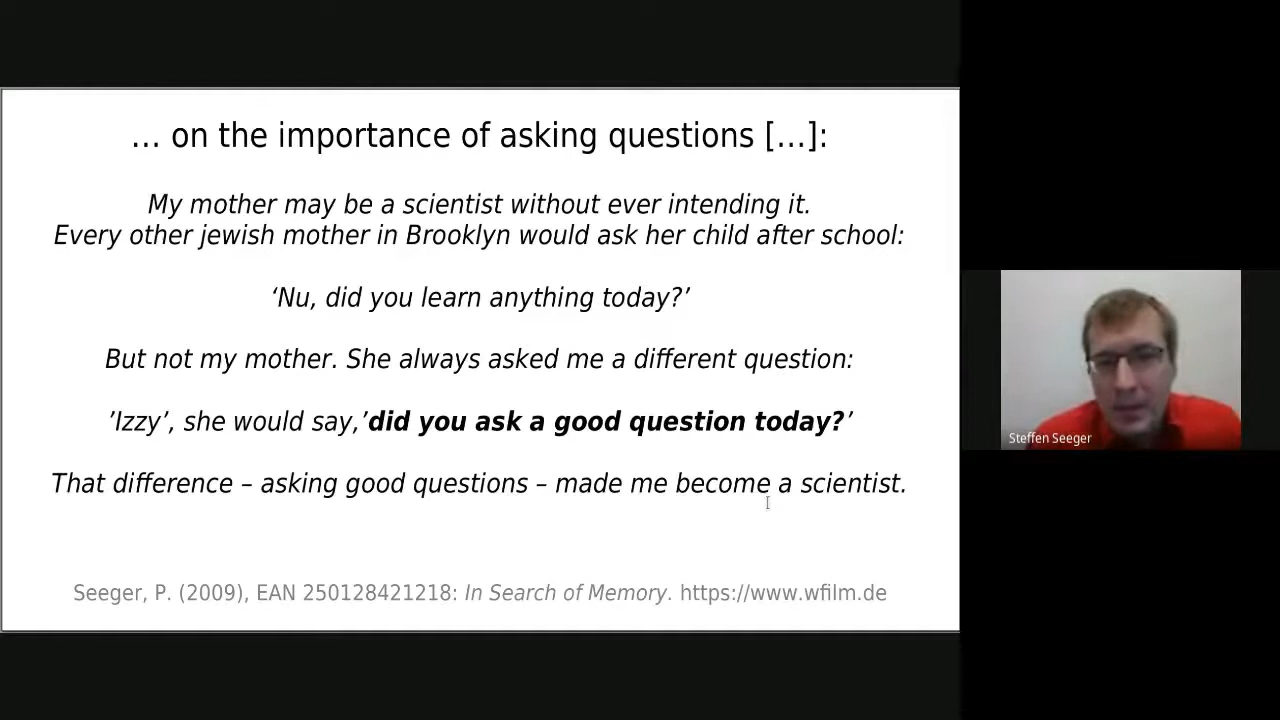 … on the importance of asking questions […]:
My mother may be a scientist without ever intending it.
Every other jewish mother in Brooklyn would ask her child after school:
‘Nu, did you learn anything today?’
But not my mother. She always asked me a different question:
’Izzy’, she would say,’did you ask a good question today?’
That difference – asking good questions – made me become a scientist.
Seeger, P. (2009), EAN 250128421218: In Search of Memory. https://www.wfilm.de
Steffen Seeger